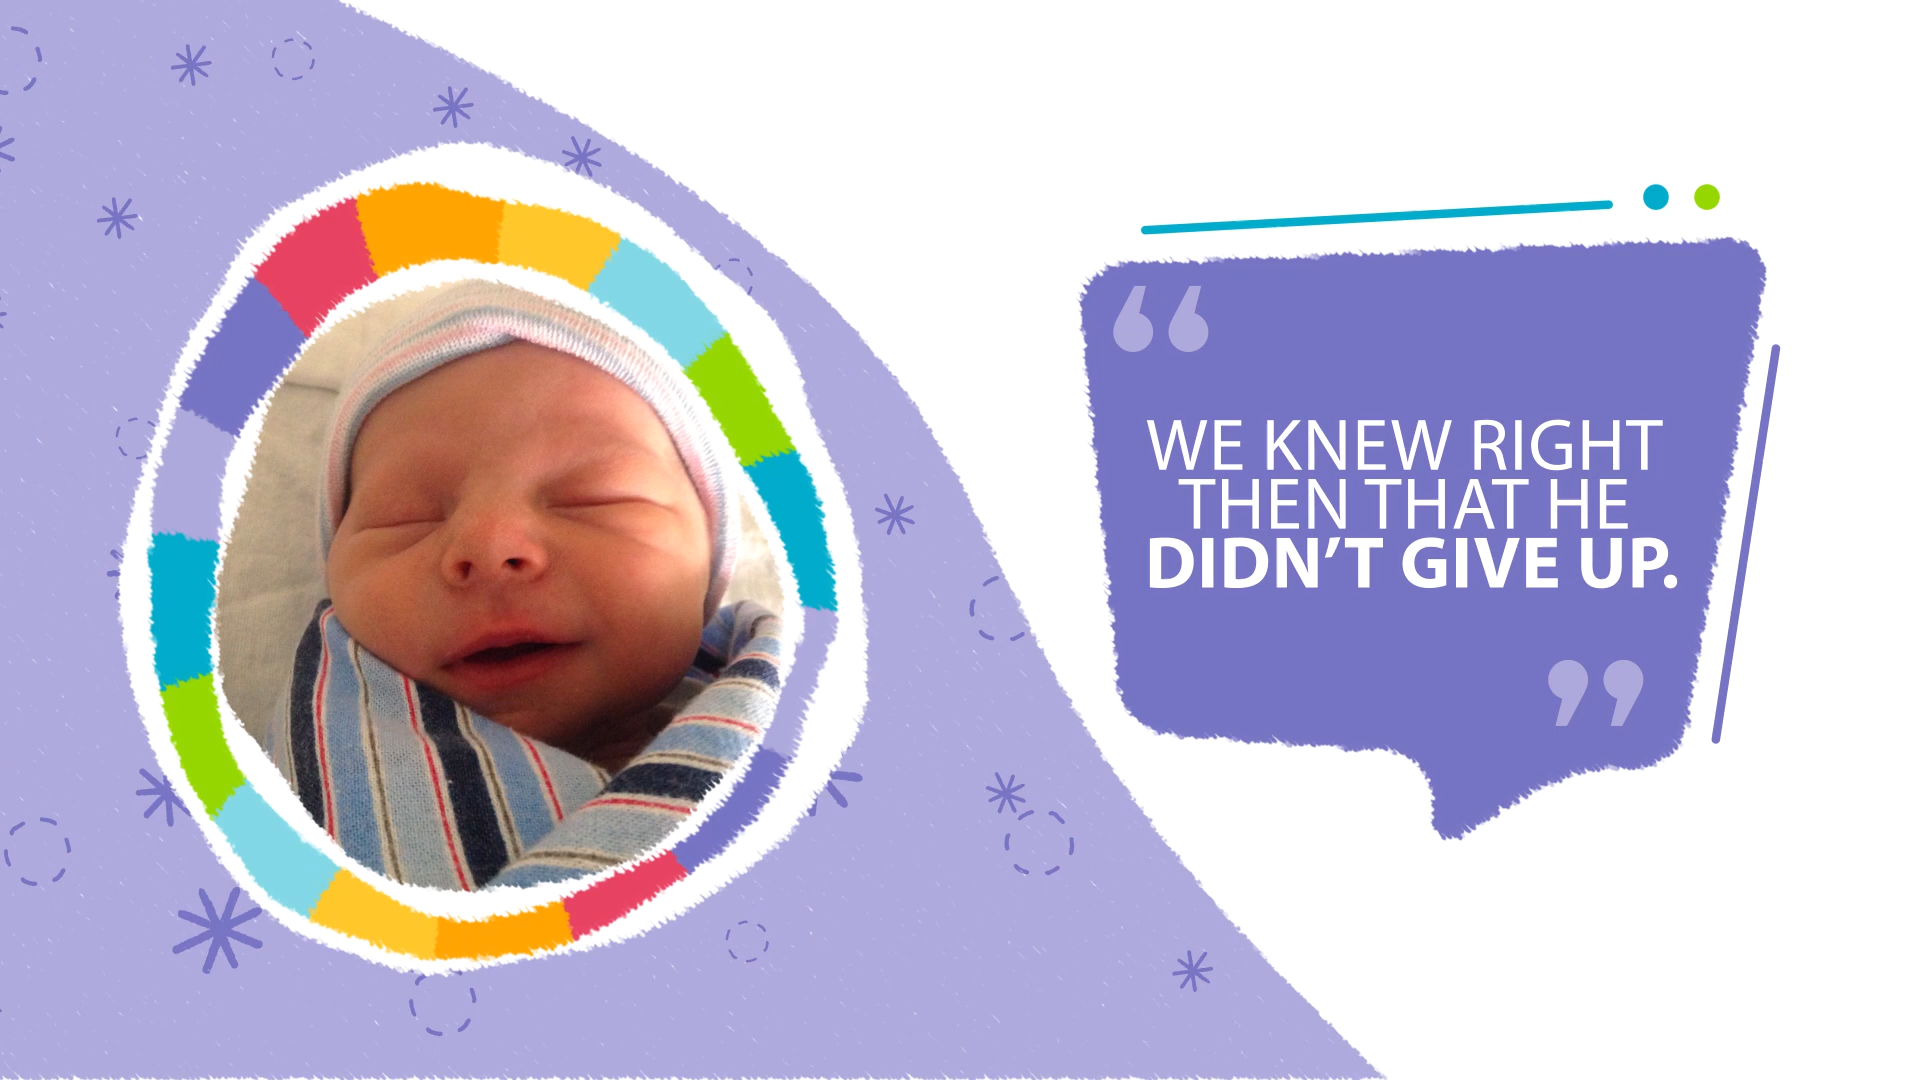 “
WE KNEW RIGHT
THEN THAT HE
DIDN’T GIVE UP.
”